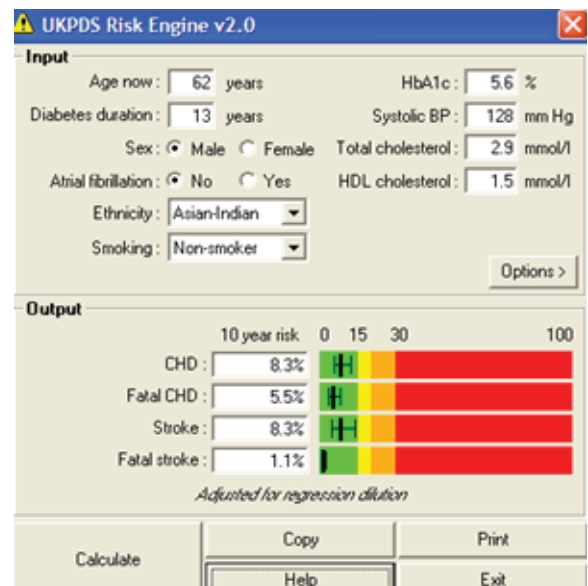 UKPDS Risk Engine v2.0
Input
Age now : 62 years HbA1c : 5.6 %
Diabetes duration : 13 years Systolic BP : 128 mm Hg
Sex : Male Female Total cholesterol : 2.9 mmol/l
Atrial fibrillation : No Yes HDL cholesterol : 1.5 mmol/l
Ethnicity : Asian-Indian
Smoking : Non-smoker
Options >
Output
10 year risk 0 15 30 100
CHD : 8.3%
Fatal CHD : 5.5%
Stroke : 8.3%
Fatal stroke : 1.1%
Adjusted for regression dilution
Calculate Copy Print
Help Exit